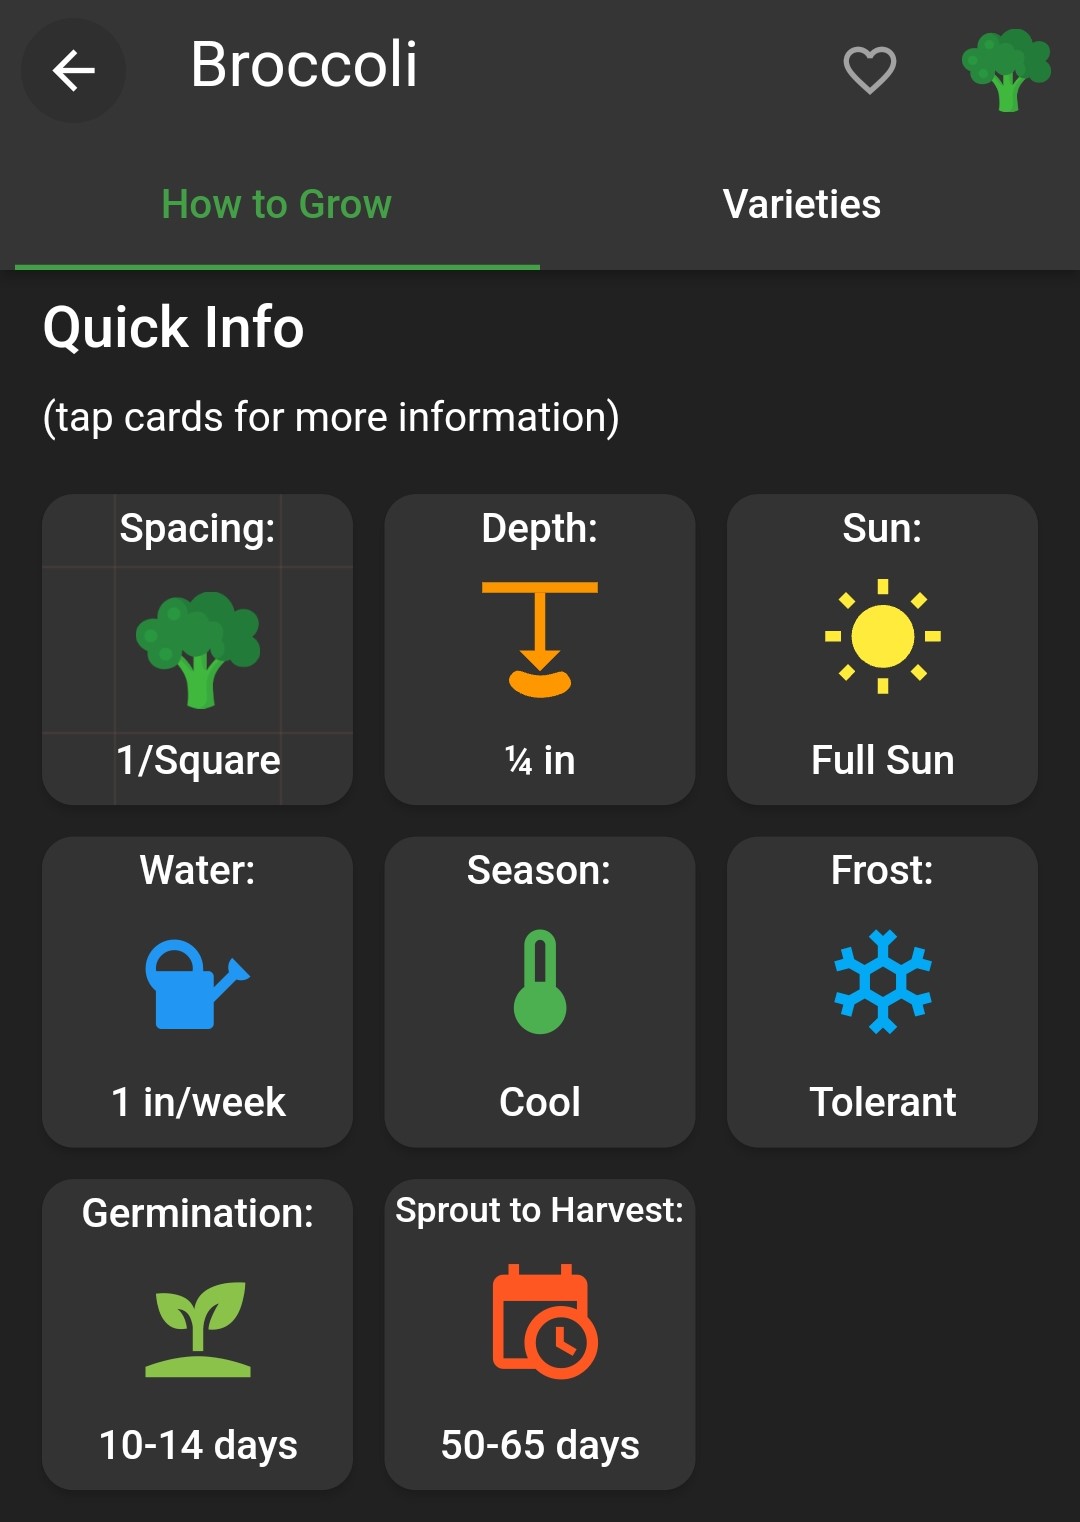 Broccoli
How to Grow
Varieties
Quick Info
(tap cards for more information)
Spacing:
1/Square
Depth:
¼ in
Sun:
Full Sun
Water:
1 in/week
Season:
Cool
Frost:
Tolerant
Germination:
10-14 days
Sprout to Harvest:
50-65 days